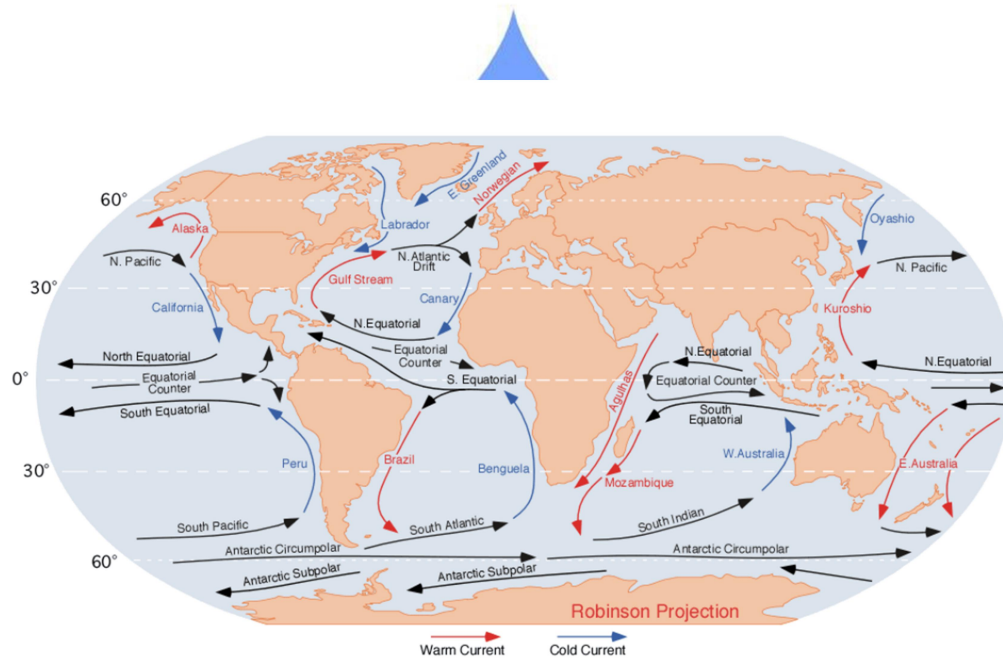 E. Greenland
Norwegian
60°
Alaska
Labrador
Oyashio
N. Pacific
N.Atlantic
Drift
N. Pacific
Gulf Stream
30°
California
Canary
Kuroshio
N.Equatorial
North Equatorial
Equatorial
Counter
N.Equatorial
N.Equatorial
0°
Equatorial
Counter
S. Equatorial
Agulhas
Equatorial Counter
South Equatorial
South
Equatorial
Peru
Brazil
Benguela
W.Australia
E.Australia
30°
Mozambique
South Pacific
South Atlantic
South Indian
60°
Antarctic Circumpolar
Antarctic Circumpolar
Antarctic Subpolar
Antarctic Subpolar
Robinson Projection
Warm Current
Cold Current